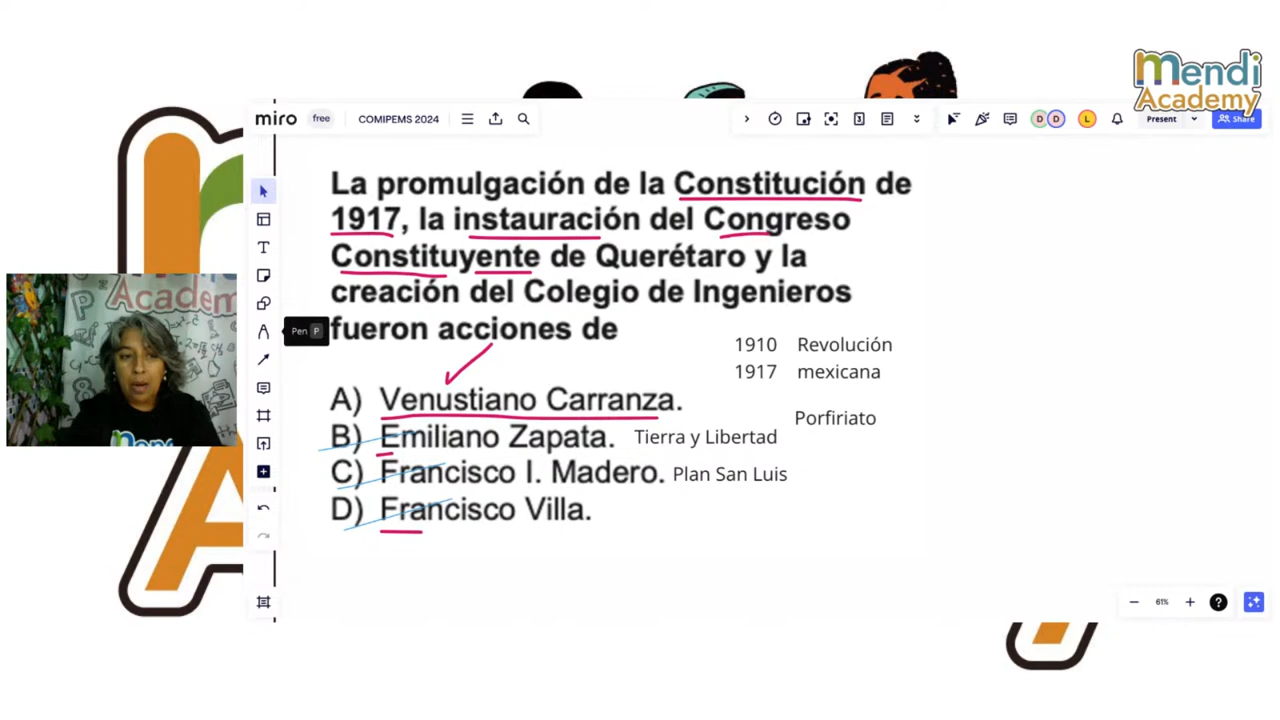 Mendi
Academy
miro
free
COMIPEMS 2024
D
D
L
Present
Share
La promulgación de la Constitución de
1917, la instauración del Congreso
Constituyente de Querétaro y la
creación del Colegio de Ingenieros
fueron acciones de
Pen P
1910 Revolución
1917 mexicana
A) Venustiano Carranza.
Porfiriato
B) Emiliano Zapata. Tierra y Libertad
C) Francisco I. Madero. Plan San Luis
D) Francisco Villa.
Academy
61%